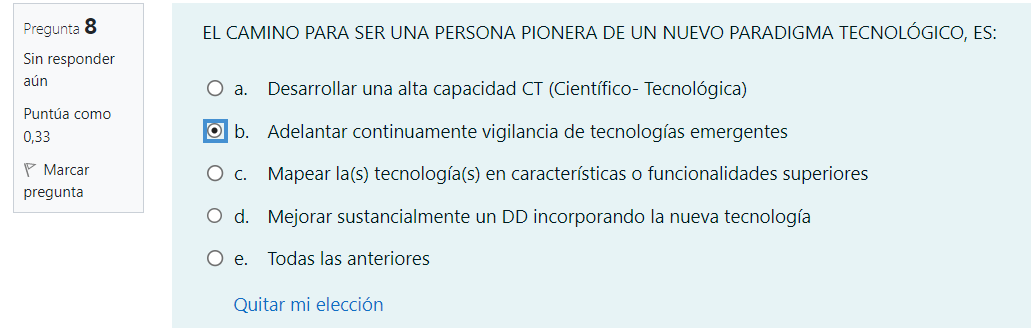 Pregunta 8
Sin responder
aún
Puntúa como
0,33
Marcar
pregunta
EL CAMINO PARA SER UNA PERSONA PIONERA DE UN NUEVO PARADIGMA TECNOLÓGICO, ES:
a. Desarrollar una alta capacidad CT (Científico- Tecnológica)
b. Adelantar continuamente vigilancia de tecnologías emergentes
c. Mapear la(s) tecnología(s) en características o funcionalidades superiores
d. Mejorar sustancialmente un DD incorporando la nueva tecnología
e. Todas las anteriores
Quitar mi elección